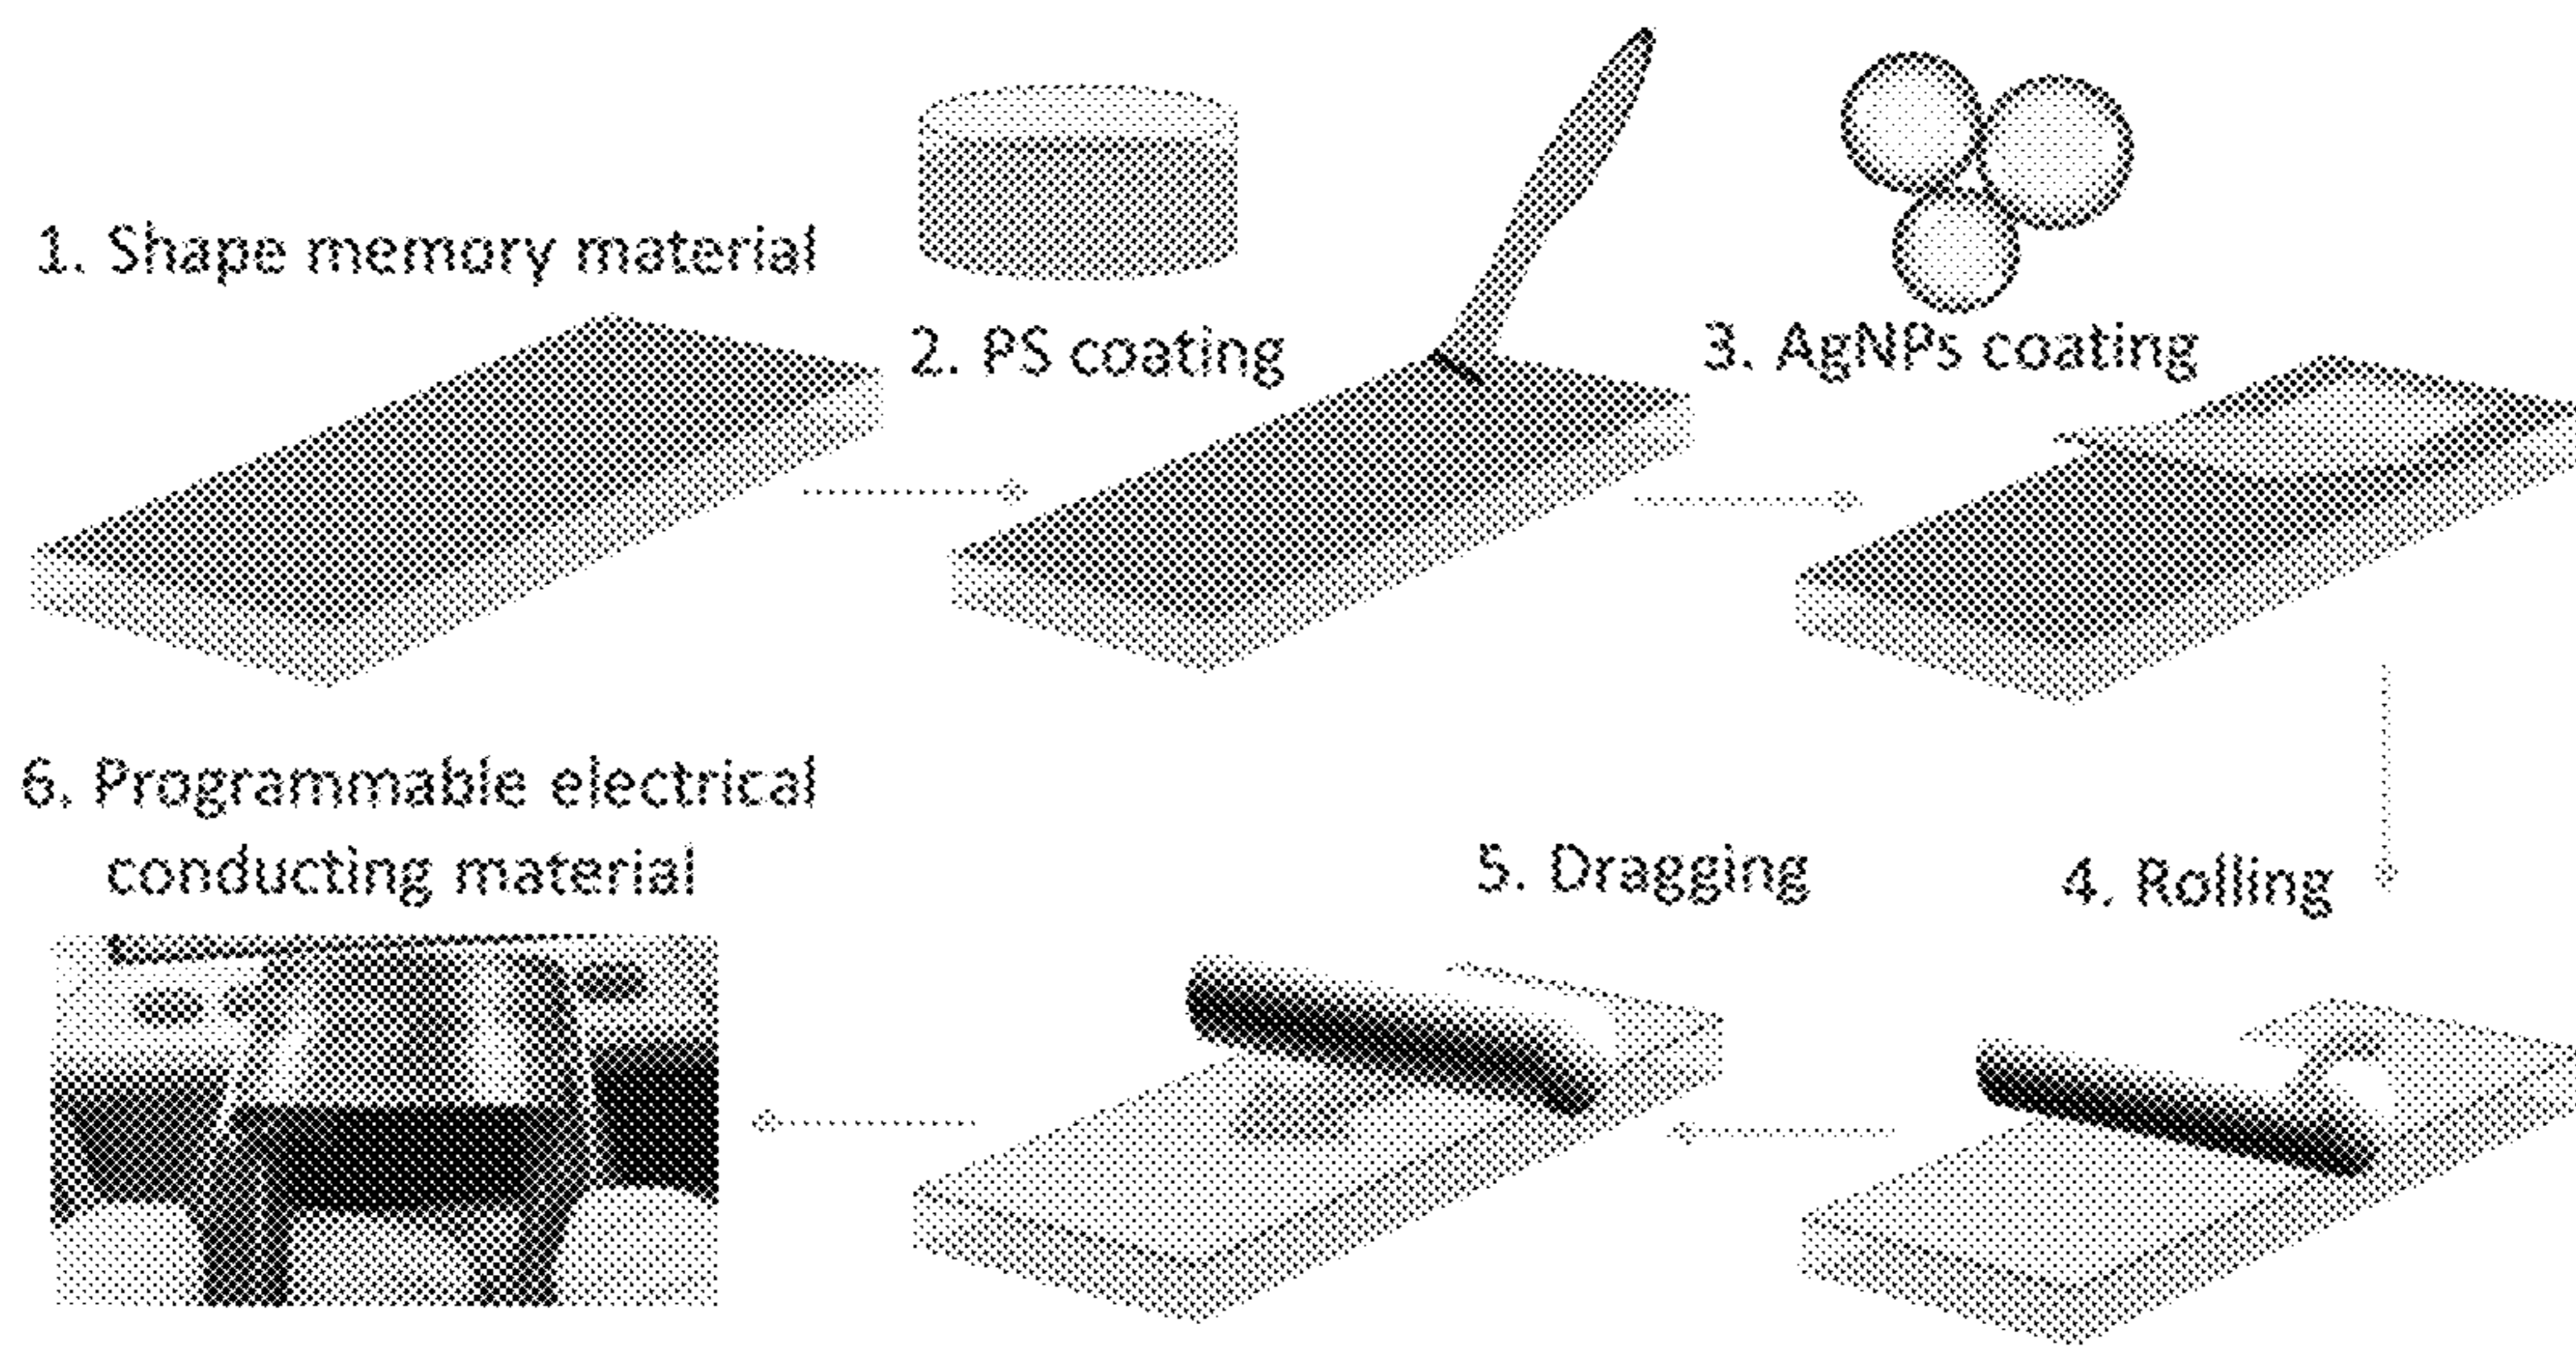 1. Shape memory material
2. PS coating
3. AgNPs coating
4. Rolling
5. Dragging
6. Programmable electrical
conducting material